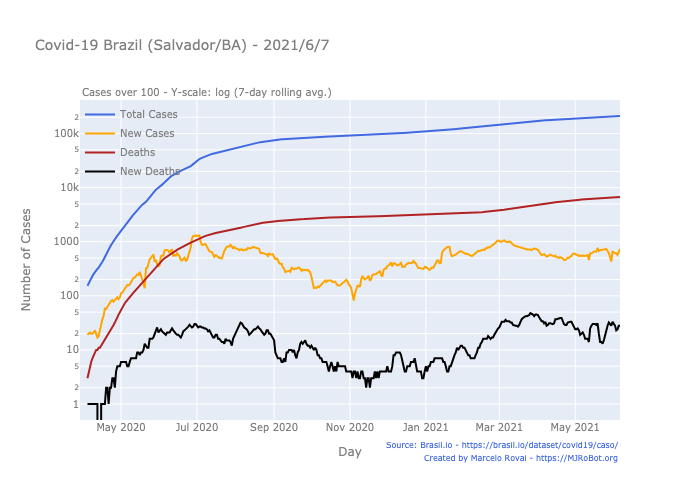 Covid-19 Brazil (Salvador/BA) - 2021/6/7
Cases over 100 - Y-scale: log (7-day rolling avg.)
Total Cases
New Cases
Deaths
New Deaths
Number of Cases
2
100k
5
2
10k
5
2
1000
5
2
100
5
2
10
5
2
1
May 2020
Jul 2020
Sep 2020
Nov 2020
Jan 2021
Mar 2021
May 2021
Day
Source: Brasil.io - https://brasil.io/dataset/covid19/caso/
Created by Marcelo Rovai - https://MJRoBot.org